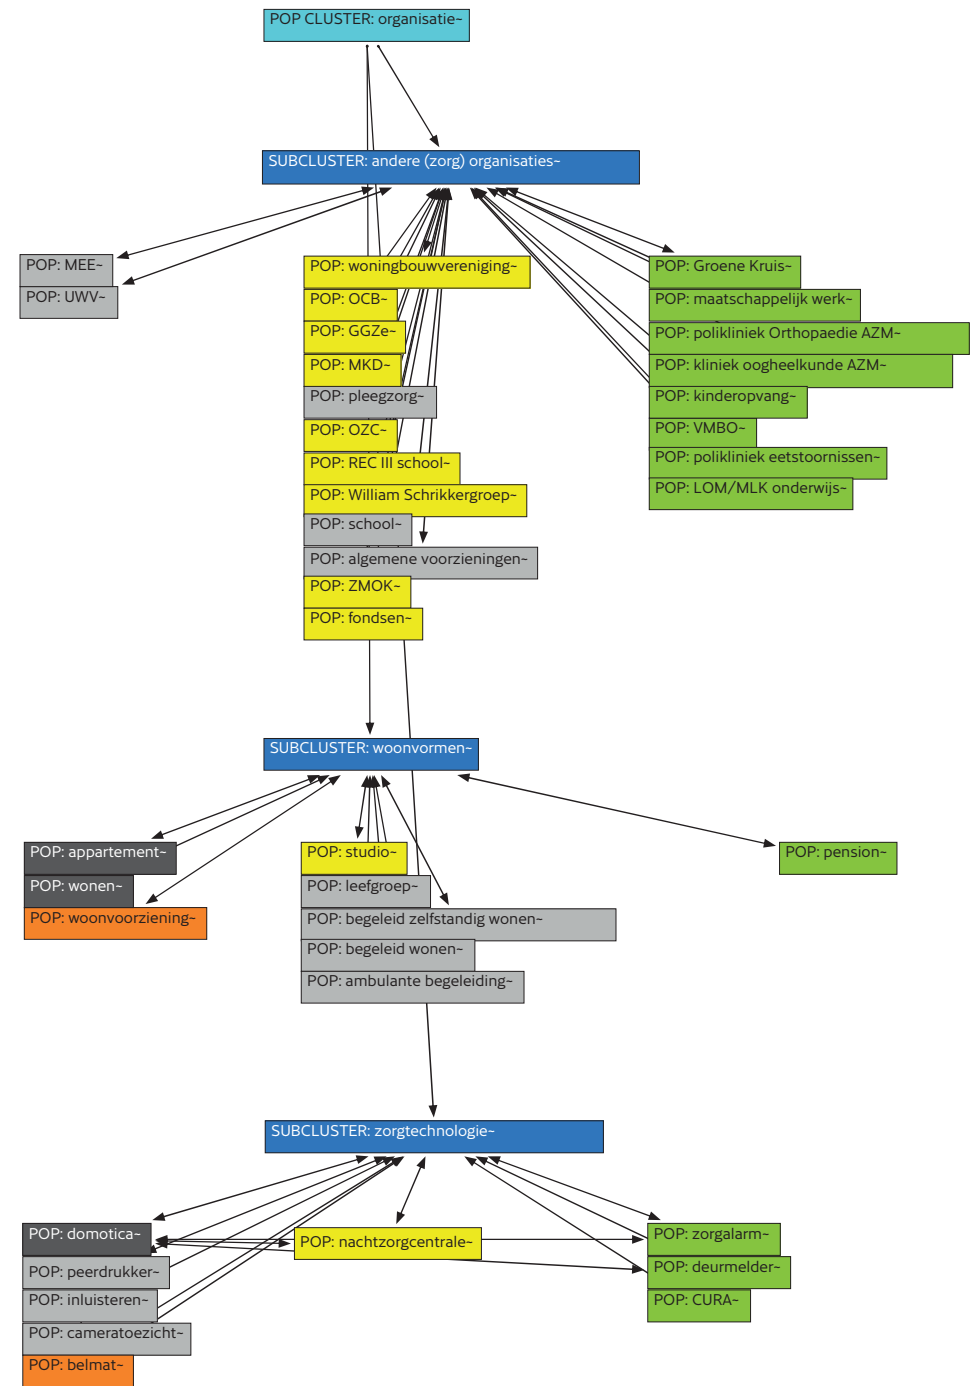 POP CLUSTER: organisatie~
SUBCLUSTER: andere (zorg) organisaties~
POP: MEE~
POP: UWV~
POP: woningbouwvereniging~
POP: OCB~
POP: GGZe~
POP: MKD~
POP: pleegzorg~
POP: OZC~
POP: REC III school~
POP: William Schrikkergroep~
POP: school~
POP: algemene voorzieningen~
POP: ZMOK~
POP: fondsen~
POP: Groene Kruis~
POP: maatschappelijk werk~
POP: polikliniek Orthopaedie AZM~
POP: kliniek oogheelkunde AZM~
POP: kinderopvang~
POP: VMBO~
POP: polikliniek eetstoornissen~
POP: LOM/MLK onderwijs~
SUBCLUSTER: woonvormen~
POP: appartement~
POP: wonen~
POP: woonvoorziening~
POP: studio~
POP: leefgroep~
POP: begeleid zelfstandig wonen~
POP: begeleid wonen~
POP: ambulante begeleiding~
POP: pension~
SUBCLUSTER: zorgtechnologie~
POP: domotica~
POP: peerdrukker~
POP: inluisteren~
POP: cameratoezicht~
POP: belmat~
POP: nachtzorgcentrale~
POP: zorgalarm~
POP: deurmelder~
POP: CURA~